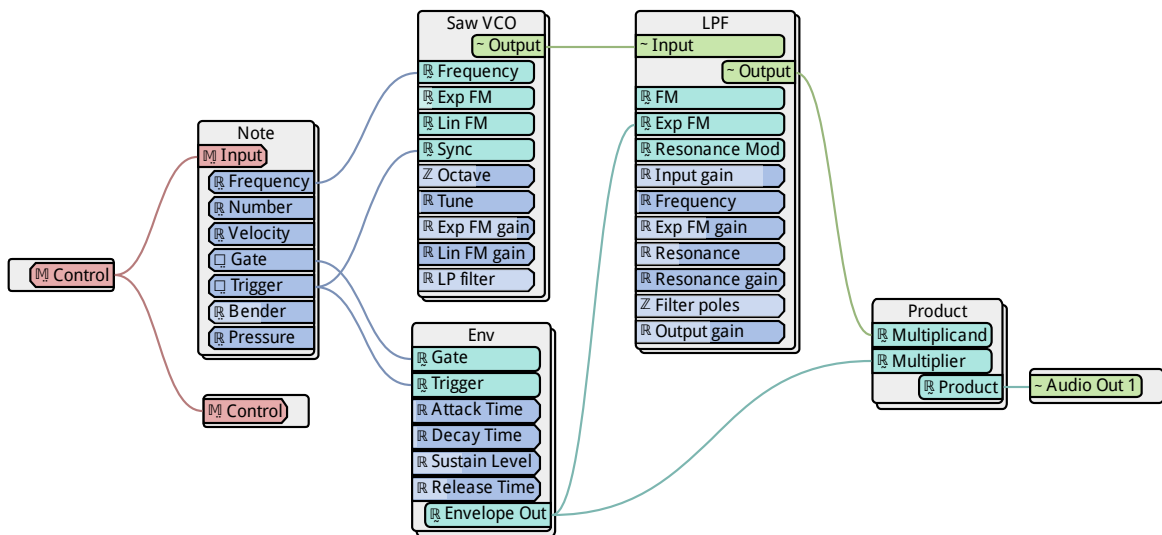 Saw VCO
~ Output
ℝ Frequency
ℝ Exp FM
ℝ Lin FM
ℝ Sync
ℤ Octave
ℝ Tune
ℝ Exp FM gain
ℝ Lin FM gain
ℝ LP filter
LPF
~ Input
~ Output
ℝ FM
ℝ Exp FM
ℝ Resonance Mod
ℝ Input gain
ℝ Frequency
ℝ Exp FM gain
ℝ Resonance
ℝ Resonance gain
ℤ Filter poles
ℝ Output gain
Note
𝕄 Input
ℝ Frequency
ℝ Number
ℝ Velocity
□ Gate
□ Trigger
ℝ Bender
ℝ Pressure
𝕄 Control
𝕄 Control
Env
ℝ Gate
ℝ Trigger
ℝ Attack Time
ℝ Decay Time
ℝ Sustain Level
ℝ Release Time
ℝ Envelope Out
Product
ℝ Multiplicand
ℝ Multiplier
ℝ Product
~ Audio Out 1